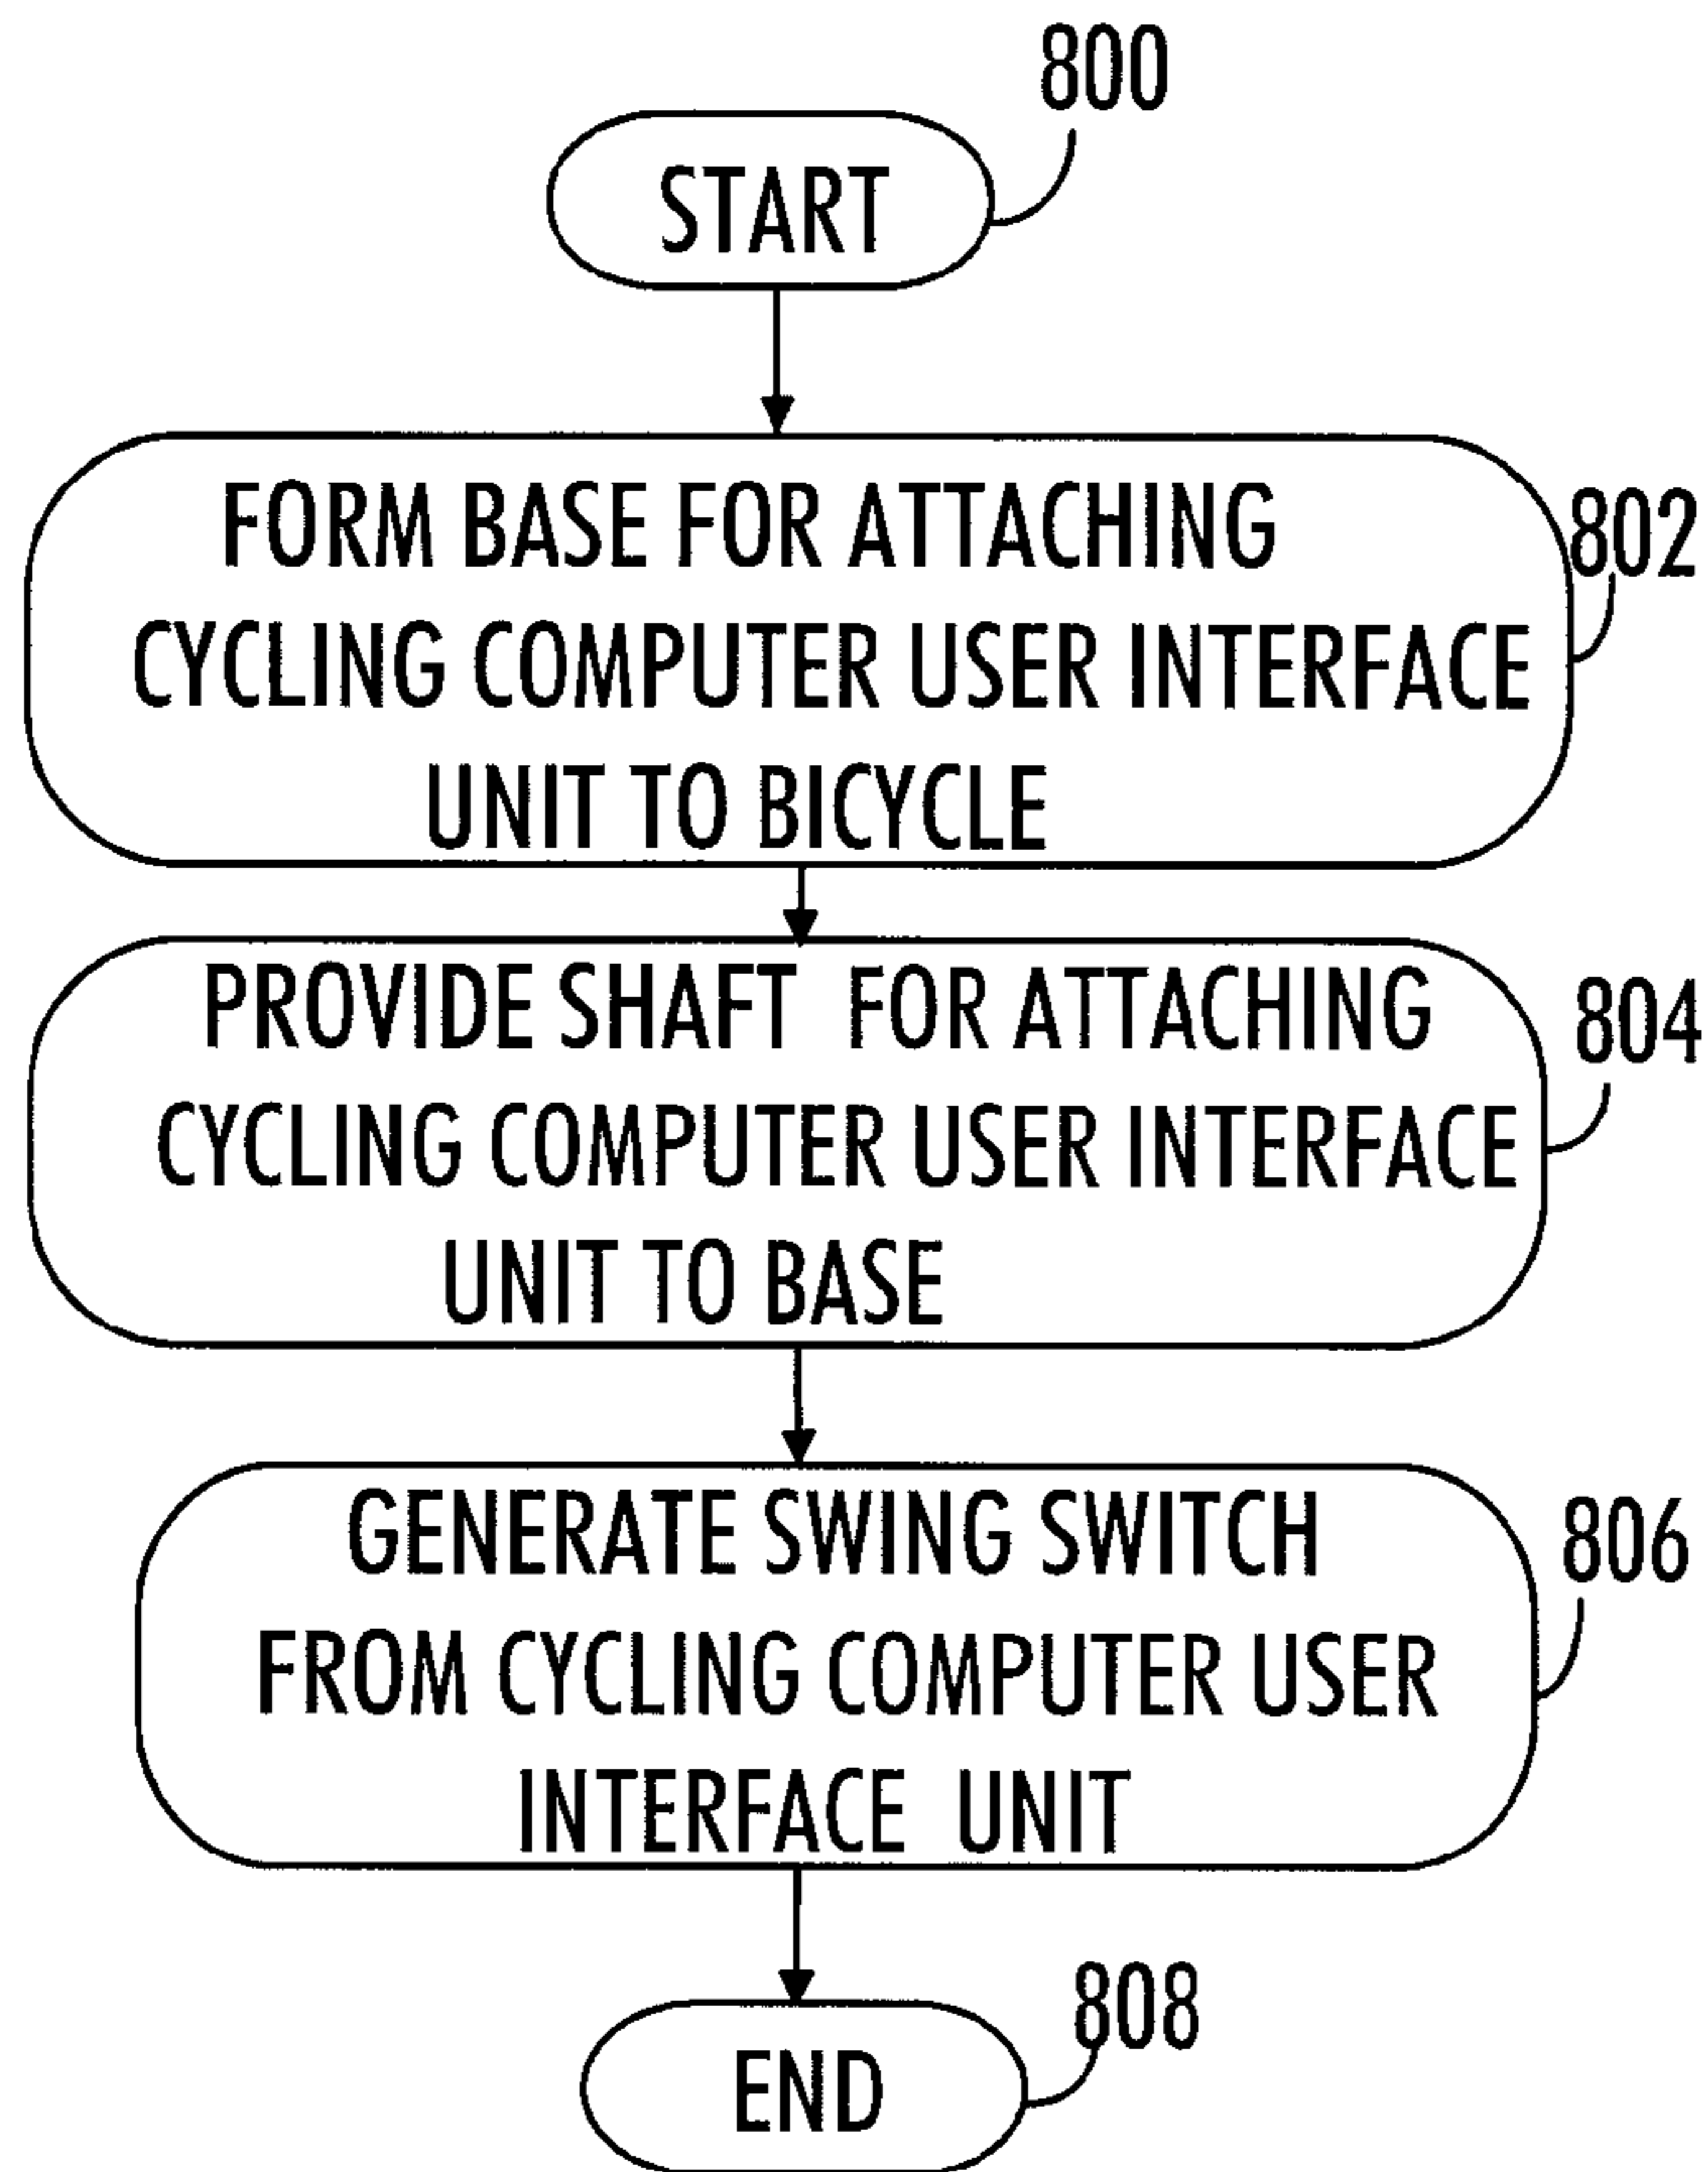 800
START
FORM BASE FOR ATTACHING
802
CYCLING COMPUTER USER INTERFACE
UNIT TO BICYCLE
PROVIDE SHAFT FOR ATTACHING
804
CYCLING COMPUTER USER INTERFACE
UNIT TO BASE
GENERATE SWING SWITCH
806
FROM CYCLING COMPUTER USER
INTERFACE UNIT
808
END